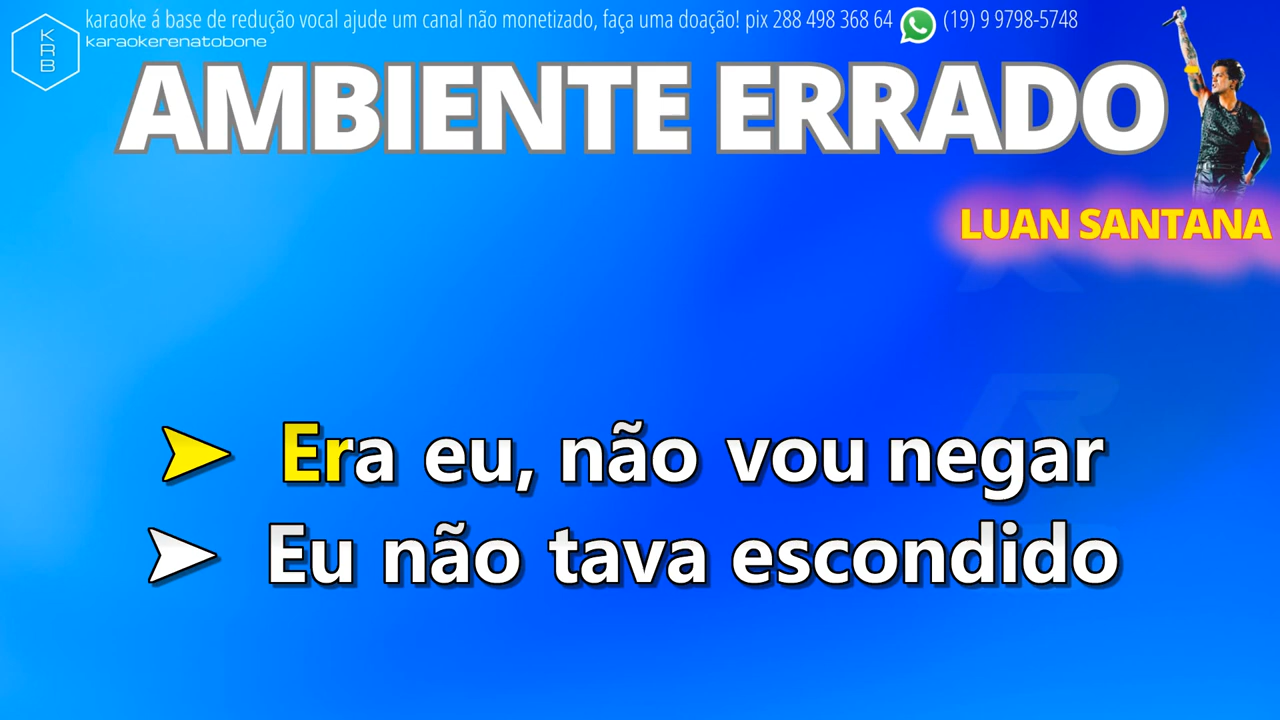 karaoke á base de redução vocal ajude um canal não monetizado, faça uma doação! pix 288 498 368 64 (19) 9 9798-5748
KRB
karaokerenatobone
AMBIENTE ERRADO
LUAN SANTANA
Era eu, não vou negar
Eu não tava escondido